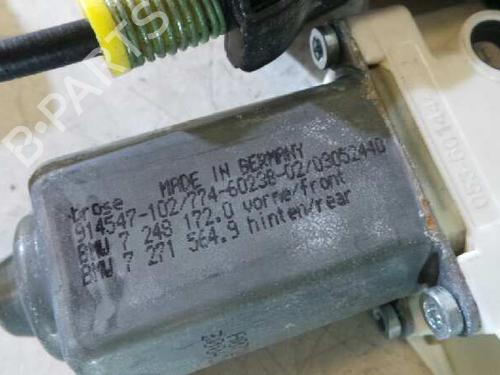 MADE IN GERMANY
brose
914547-102/774-60238-02/03052440
BMW 7 248 172.0 vorne/front
BMW 7 271 564.9 hinten/rear
B-PARTS